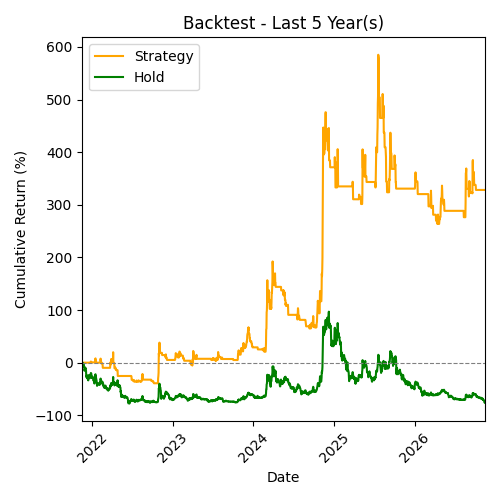 Backtest - Last 5 Year(s)
Strategy
Hold
Cumulative Return (%)
600
500
400
300
200
100
0
−100
2022
2023
2024
2025
2026
Date